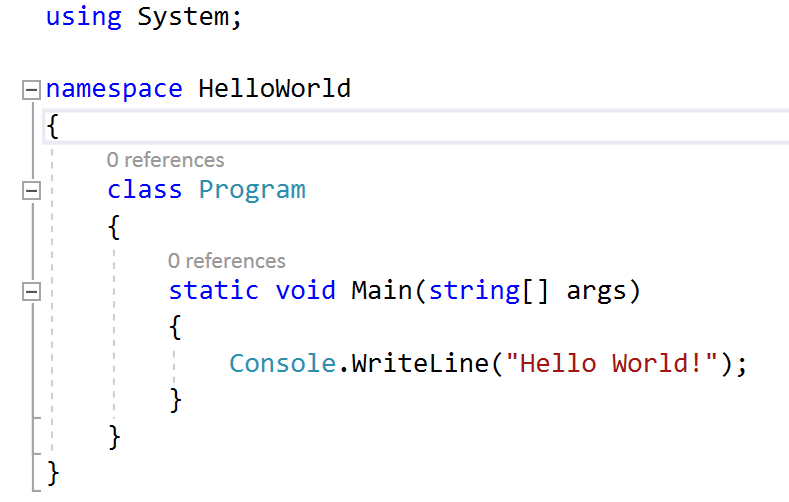 using System;
namespace HelloWorld
{
0 references
class Program
{
0 references
static void Main(string[] args)
{
Console.WriteLine("Hello World!");
}
}
}